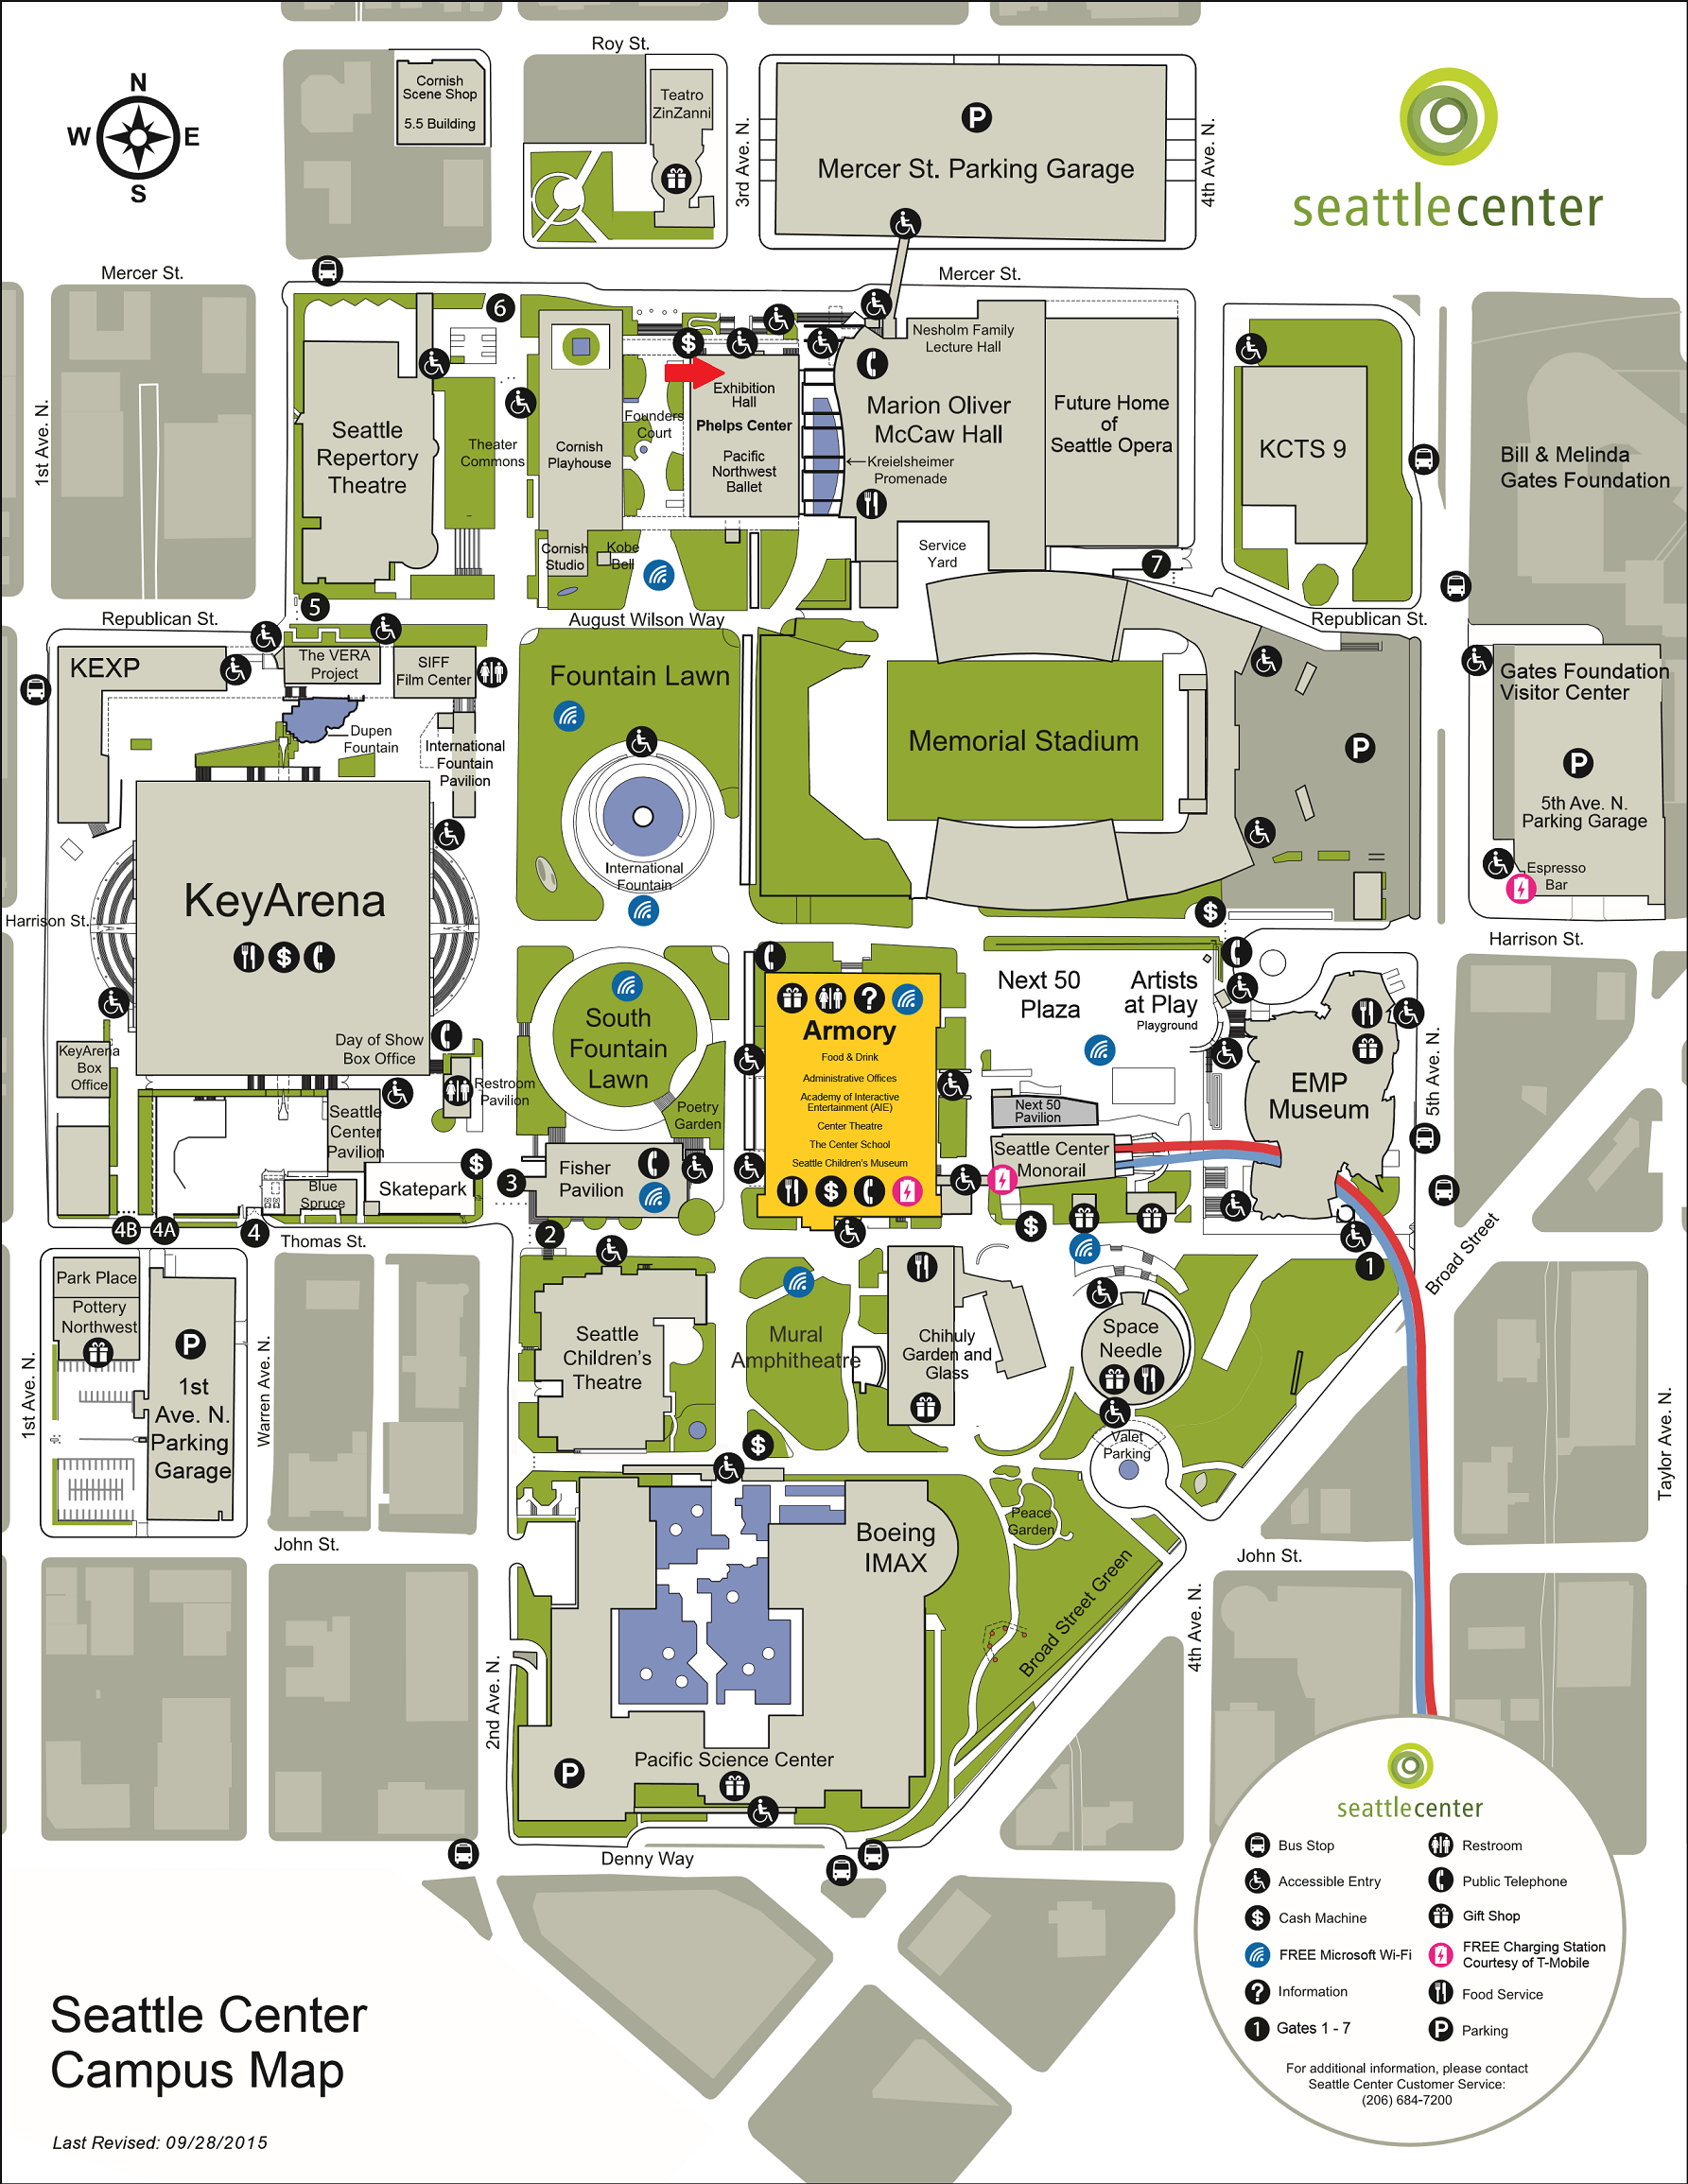 Roy St.
N
W E
S
Cornish
Scene Shop
5.5 Building
Teatro
ZinZanni
3rd Ave. N.
P
Mercer St. Parking Garage
4th Ave. N.
seattlecenter
Mercer St.
Mercer St.
6
1st Ave. N.
Seattle
Repertory
Theatre
Theater
Commons
Cornish
Playhouse
Founders
Court
$
Exhibition
Hall
Phelps Center
Pacific
Northwest
Ballet
Nesholm Family
Lecture Hall
Marion Oliver
McCaw Hall
Kreielsheimer
Promenade
Future Home
of
Seattle Opera
KCTS 9
Bill & Melinda
Gates Foundation
Cornish
Studio
Kobe
Bell
Service
Yard
7
5
Republican St.
August Wilson Way
Republican St.
KEXP
The VERA
Project
SIFF
Film Center
Dupen
Fountain
International
Fountain
Pavilion
Fountain Lawn
International
Fountain
Memorial Stadium
P
Gates Foundation
Visitor Center
P
5th Ave. N.
Parking Garage
Espresso
Bar
KeyArena
$
Harrison St.
$
Harrison St.
Day of Show
Box Office
KeyArena
Box
Office
Restroom
Pavilion
Seattle
Center
Pavilion
Blue
Spruce
Skatepark
$
3
South
Fountain
Lawn
Poetry
Garden
Fisher
Pavilion
?
Armory
Food & Drink
Administrative Offices
Academy of Interactive
Entertainment (AIE)
Center Theatre
The Center School
Seattle Children's Museum
$
Next 50
Plaza
Artists
at Play
Playground
Next 50
Pavilion
Seattle Center
Monorail
$
EMP
Museum
5th Ave. N.
4B
4A
4
Thomas St.
2
1
Broad Street
Park Place
Pottery
Northwest
P
1st
Ave. N.
Parking
Garage
1st Ave. N.
Warren Ave. N.
Seattle
Children's
Theatre
Mural
Amphitheatre
$
Chihuly
Garden and
Glass
Space
Needle
Valet
Parking
Taylor Ave. N.
John St.
Boeing
IMAX
Peace
Garden
Broad Street Green
John St.
4th Ave. N.
2nd Ave. N.
P
Pacific Science Center
Denny Way
seattlecenter
Bus Stop
Restroom
Accessible Entry
Public Telephone
$ Cash Machine
Gift Shop
FREE Microsoft Wi-Fi
FREE Charging Station
Courtesy of T-Mobile
? Information
Food Service
1 Gates 1 - 7
P Parking
For additional information, please contact
Seattle Center Customer Service:
(206) 684-7200
Seattle Center
Campus Map
Last Revised: 09/28/2015